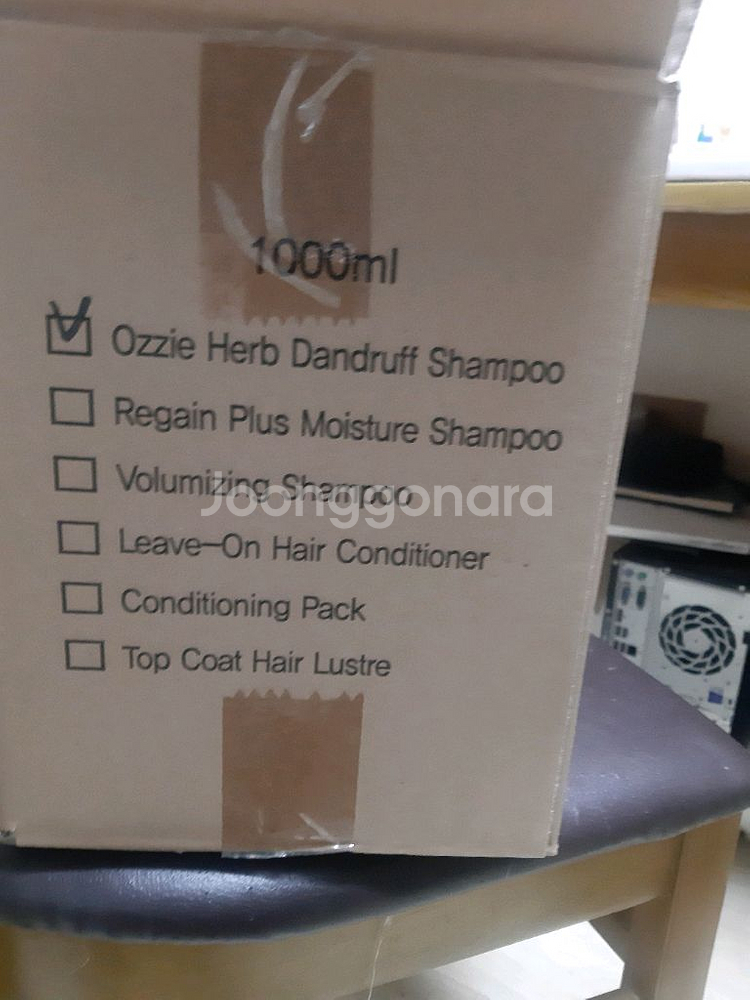 1000ml
Ozzie Herb Dandruff Shampoo
Regain Plus Moisture Shampoo
Volumizing Shampoo
Joonggonara
Leave-On Hair Conditioner
Conditioning Pack
Top Coat Hair Lustre